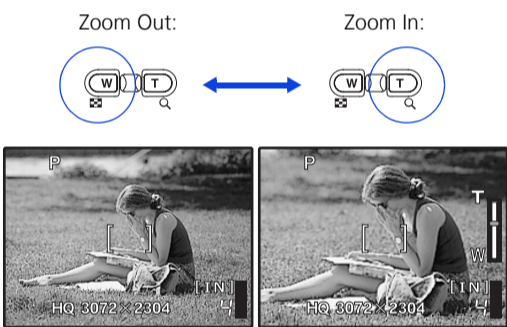 Zoom Out:
Zoom In:
W T
W T
P
[IN]
HQ 3072×2304
4
P
T
W
[IN]
HQ 3072×2304
4